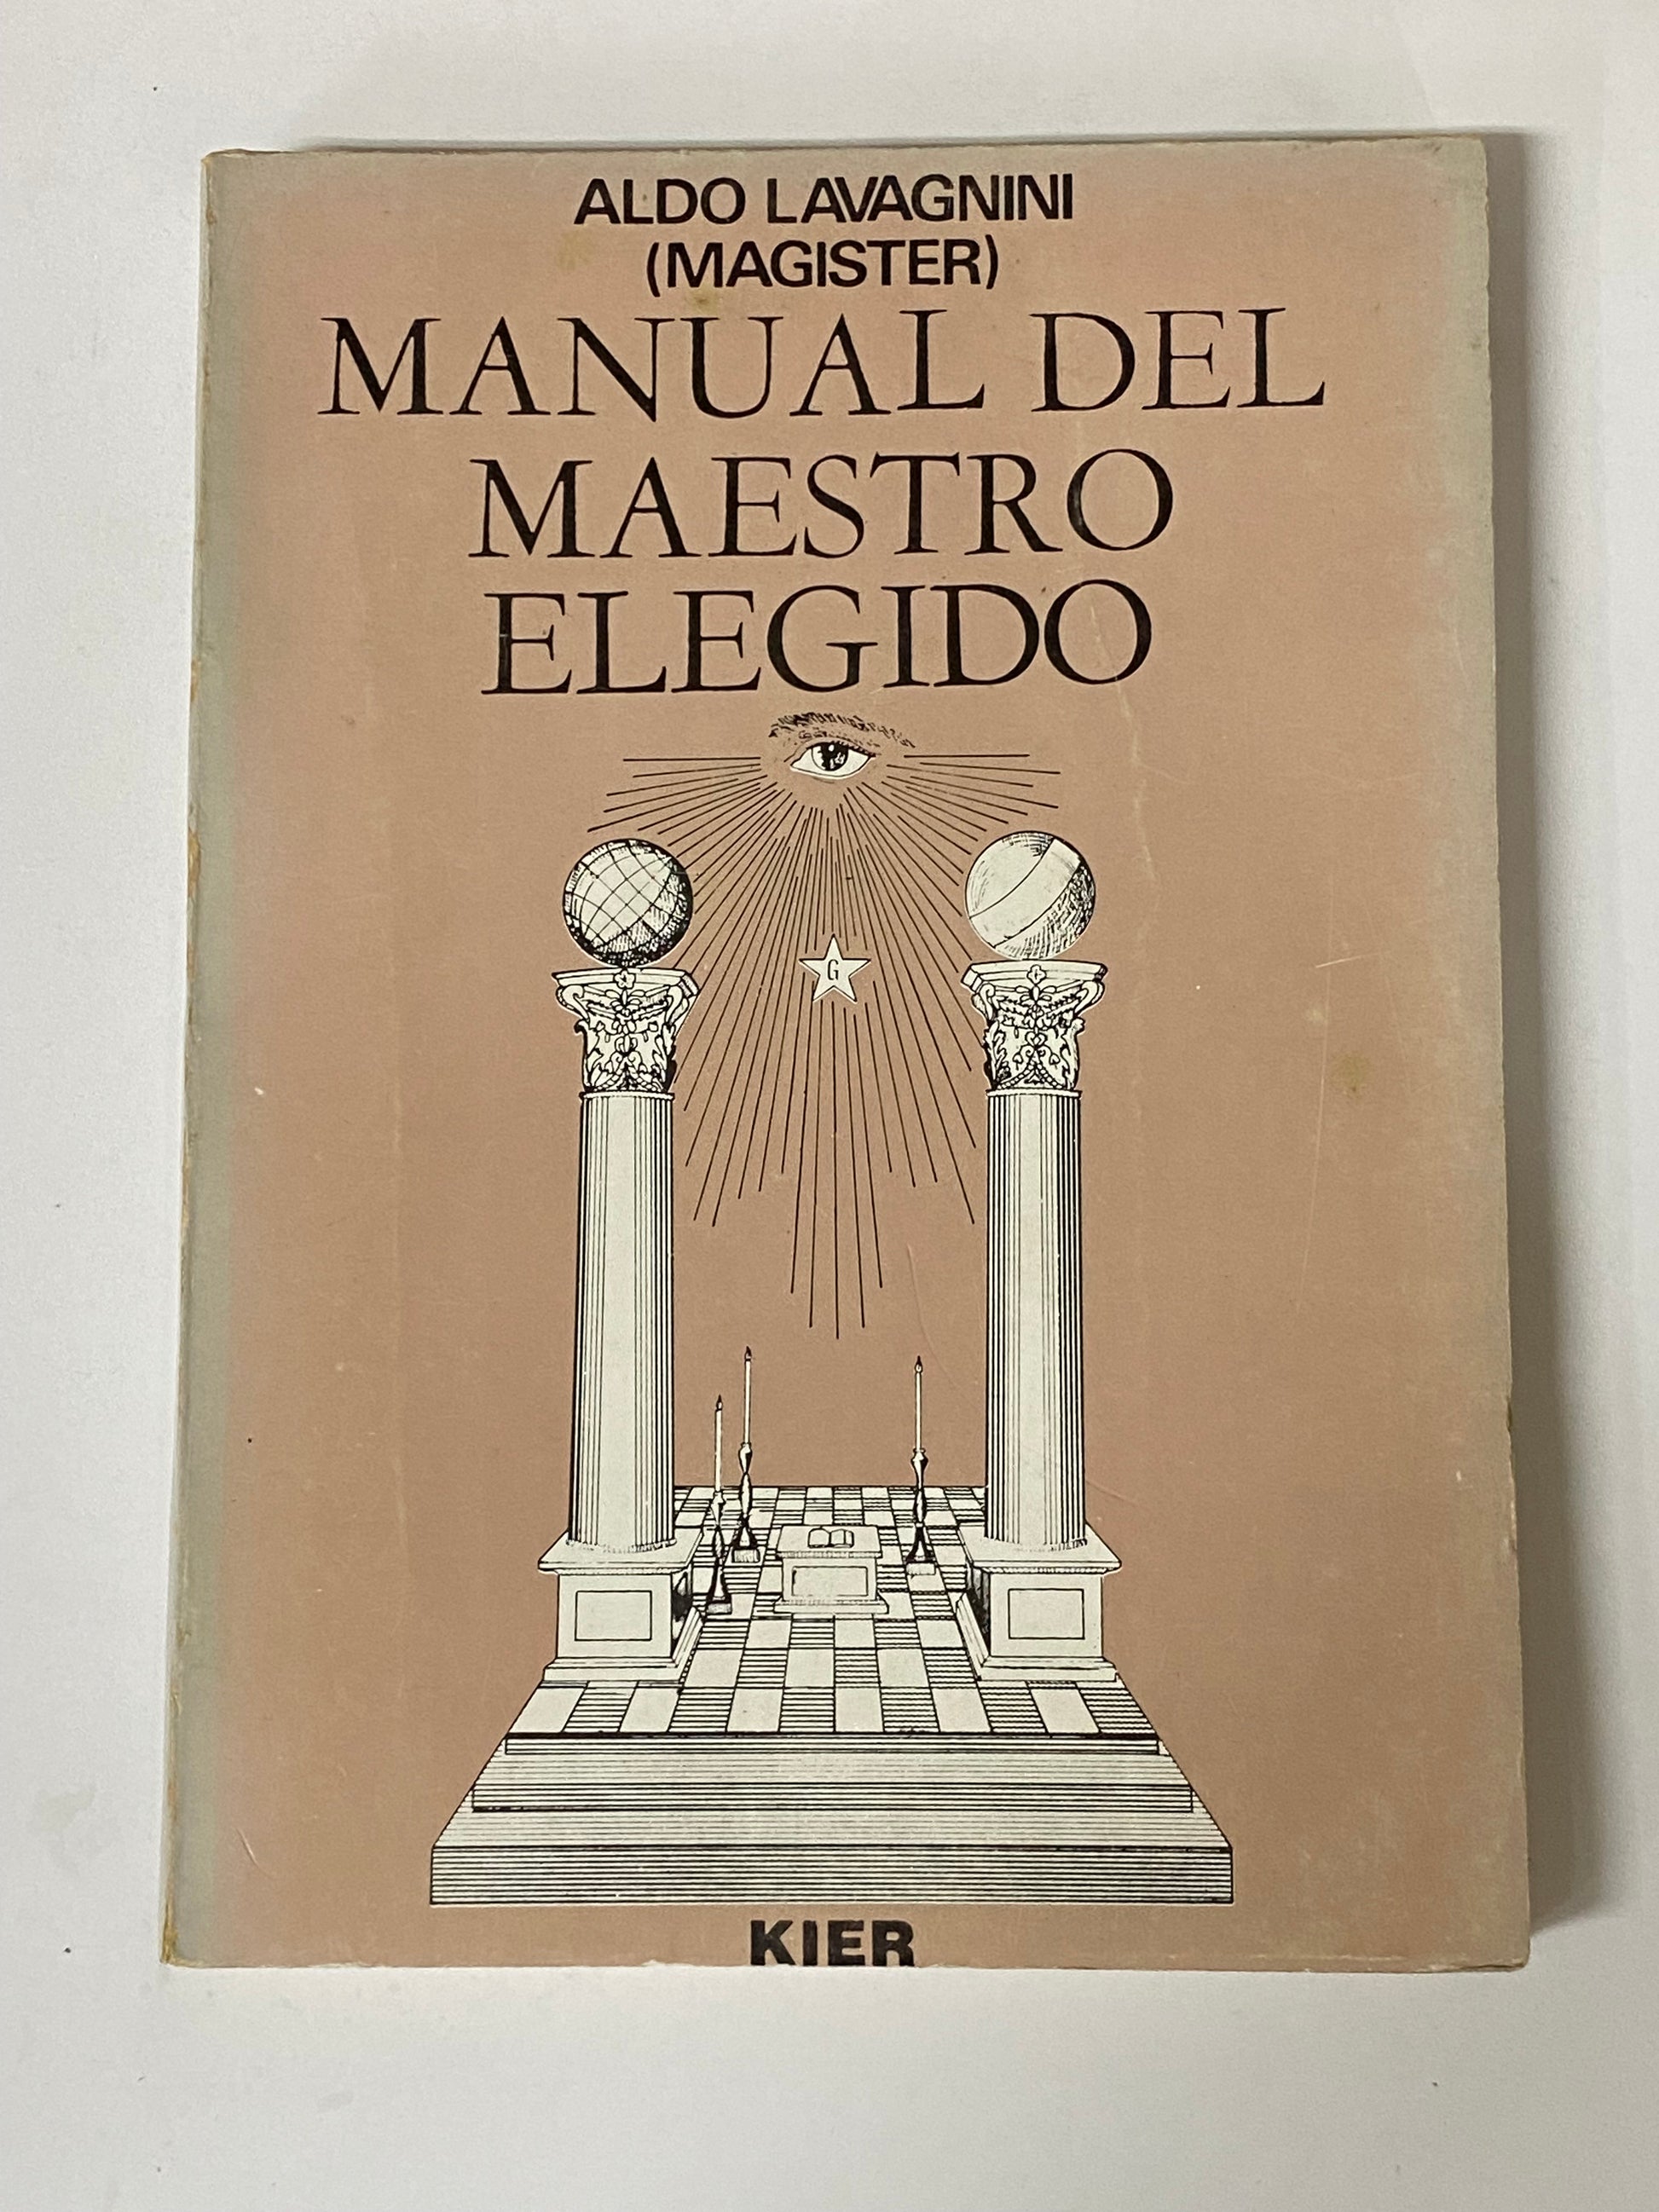 ALDO LAVAGNINI
(MAGISTER)
MANUAL DEL
MAESTRO
ELEGIDO
G
KIER